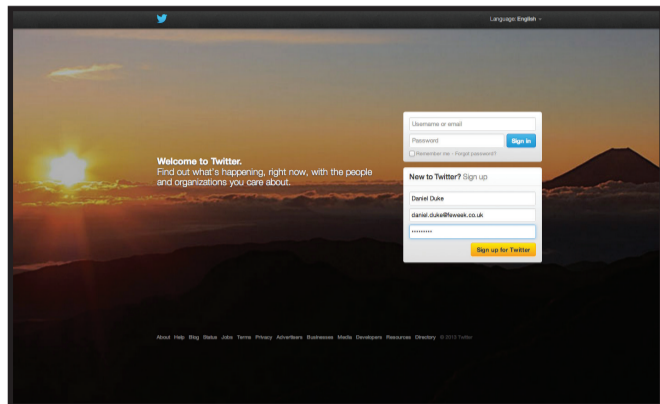 Language: English
Username or email
Password
Sign in
Remember me - Forgot password?
Welcome to Twitter.
Find out what's happening, right now, with the people
and organizations you care about.
New to Twitter? Sign up
Daniel Duke
daniel.duke@feweek.co.uk
•••••••••
Sign up for Twitter
About Help Blog Status Jobs Terms Privacy Advertisers Businesses Media Developers Resources Directory © 2013 Twitter